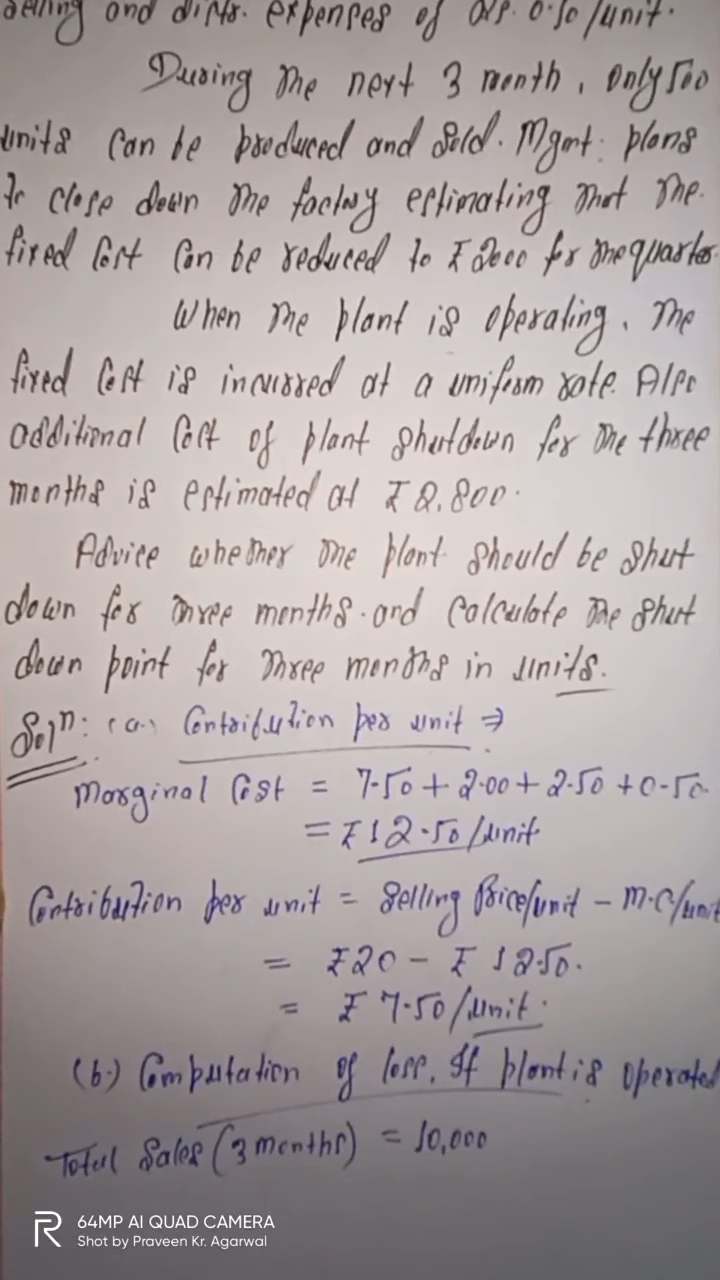 selling and distr. expenses of Rs. 0.50/unit.
During the next 3 month, only 500
units can be produced and sold. Mgmt: plans
to close down the factory estimating that the
fixed cost can be reduced to ₹2000 for the quarter
When the plant is operating, the
fixed cost is incurred at a uniform rate. Also
additional cost of plant shutdown for the three
months is estimated at ₹2,800.
Advice whether the plant should be shut
down for three months and calculate the shut
down point for three months in units.
Solⁿ: (a) Contribution per unit ⇒
Marginal Cost = 7.50 + 2.00 + 2.50 + 0.50
= ₹12.50/unit
Contribution per unit = Selling Price/unit - M.C/unit
= ₹20 - ₹12.50.
= ₹7.50/unit.
(b.) Computation of loss, If plant is operated
Total Sales (3 months) = 10,000
64MP AI QUAD CAMERA
Shot by Praveen Kr. Agarwal